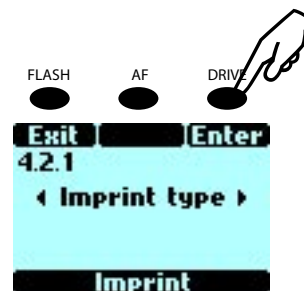 FLASH AF DRIVE
Exit Enter
4.2.1
Imprint type
Imprint